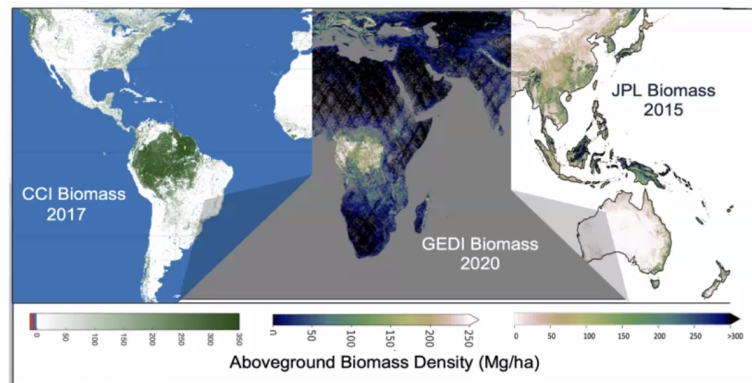 JPL Biomass
2015
CCI Biomass
2017
GEDI Biomass
2020
0 50 100 150 200 250 300 350
0 50 100 150 200 250
0 50 100 150 200 250 >300
Aboveground Biomass Density (Mg/ha)